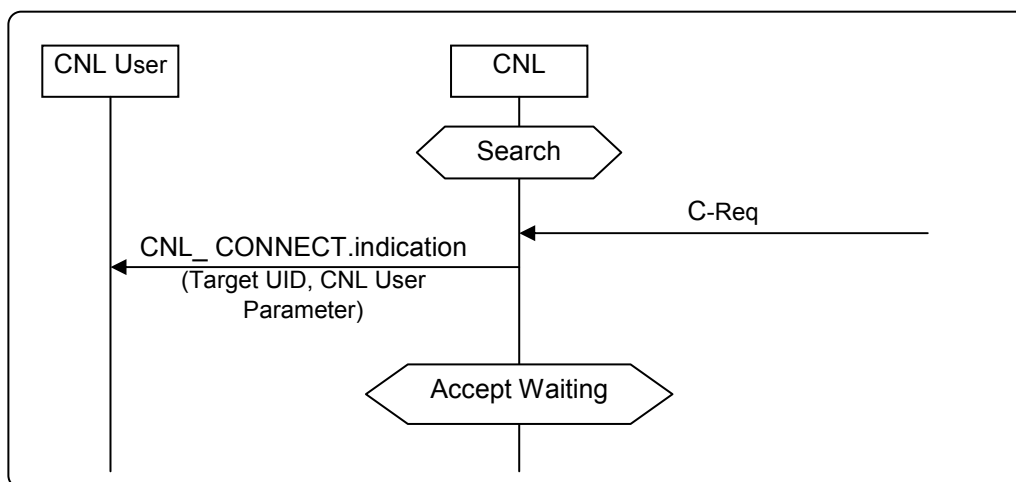 CNL User
CNL
Search
C-Req
CNL_ CONNECT.indication
(Target UID, CNL User
Parameter)
Accept Waiting